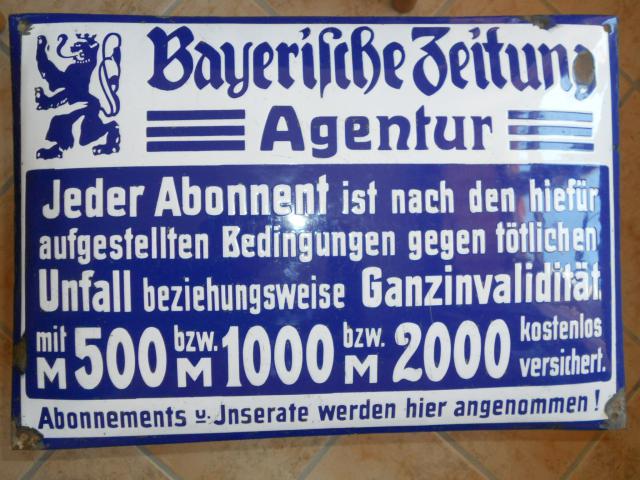 Bayerische Zeitung
Agentur
Jeder Abonnent ist nach den hiefür
aufgestellten Bedingungen gegen tötlichen
Unfall beziehungsweise Ganzinvalidität
mit M 500 bzw. M 1000 bzw. M 2000 kostenlos versichert.
Abonnements u. Jnserate werden hier angenommen!